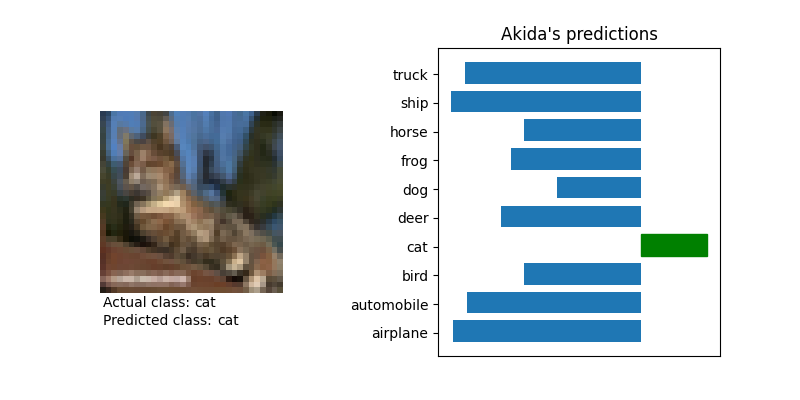 Akida's predictions
truck
ship
horse
frog
dog
deer
cat
bird
automobile
airplane
Actual class: cat
Predicted class: cat